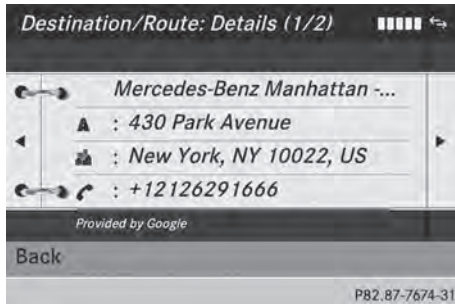 Destination/Route: Details (1/2)
Mercedes-Benz Manhattan -...
: 430 Park Avenue
: New York, NY 10022, US
: +12126291666
Provided by Google
Back
P82.87-7674-31